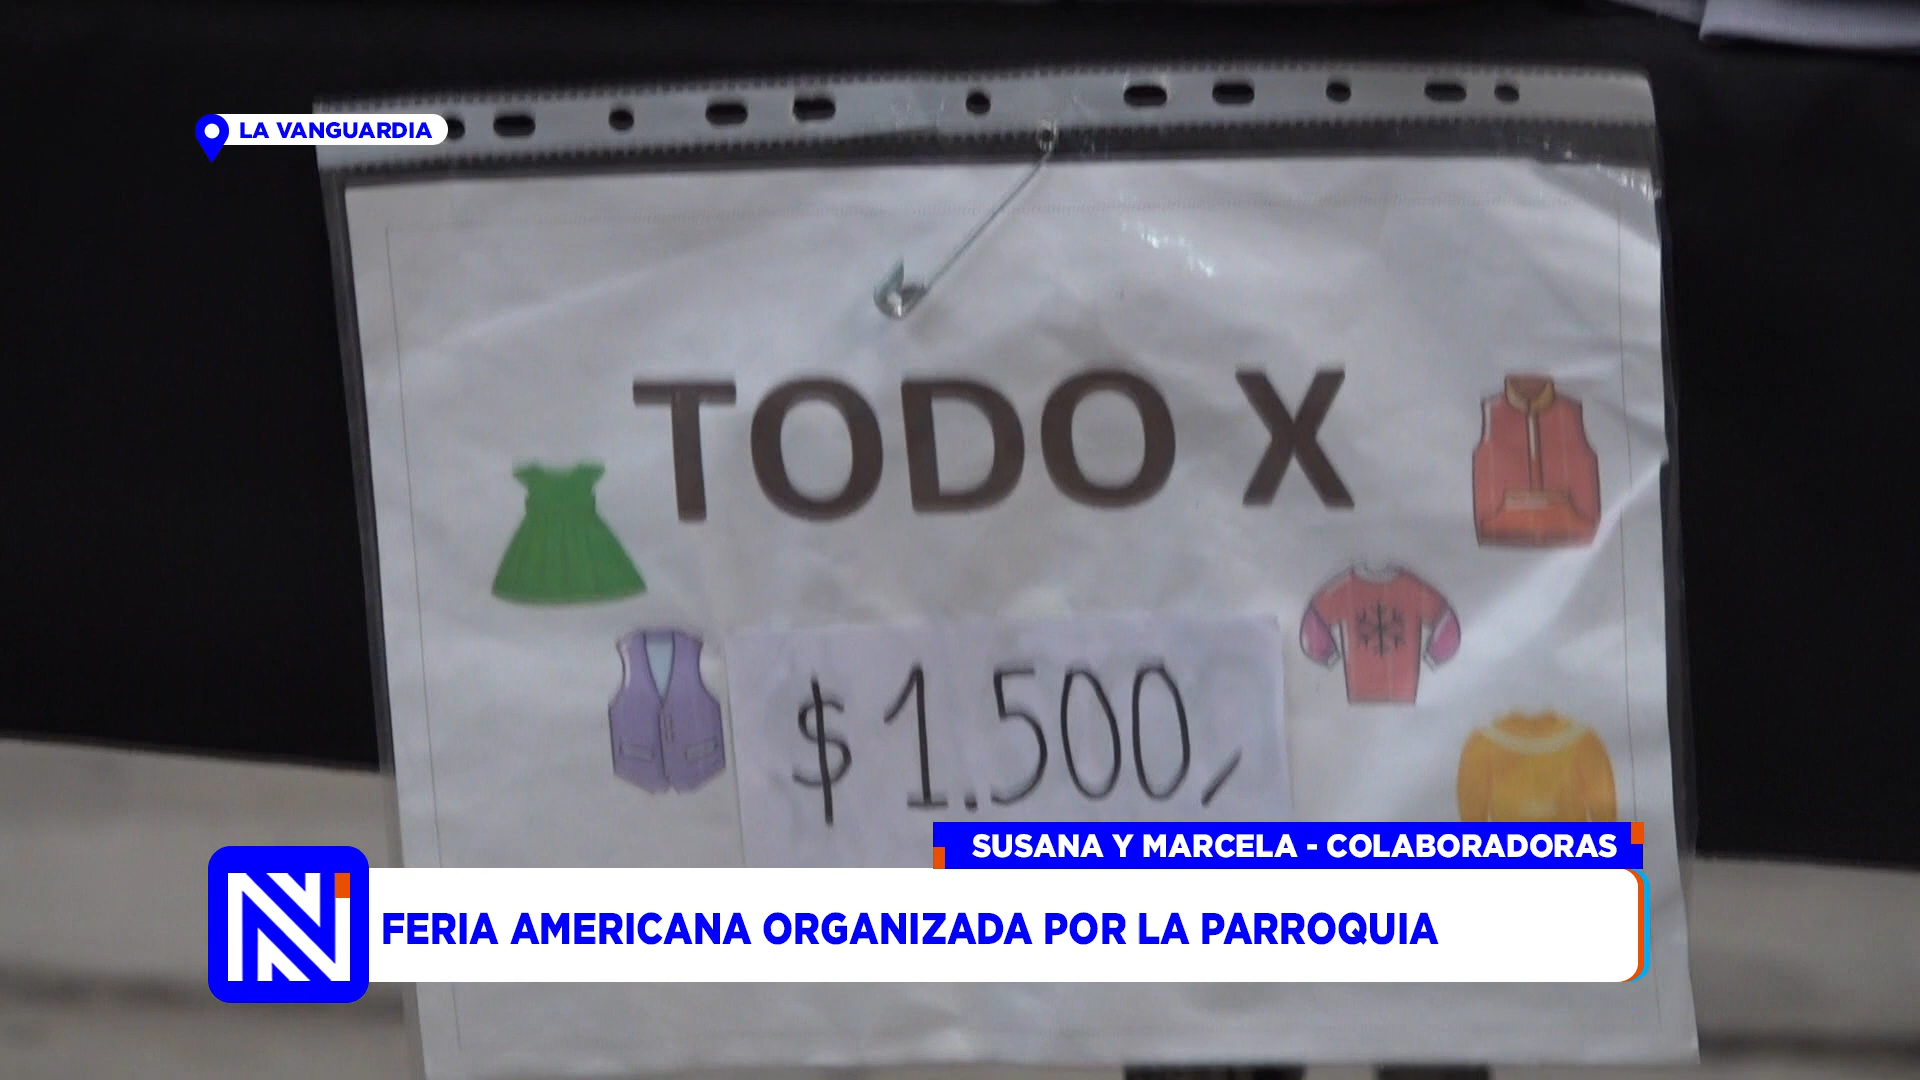 LA VANGUARDIA
TODO X
$ 1.500,-
SUSANA Y MARCELA - COLABORADORAS
FERIA AMERICANA ORGANIZADA POR LA PARROQUIA